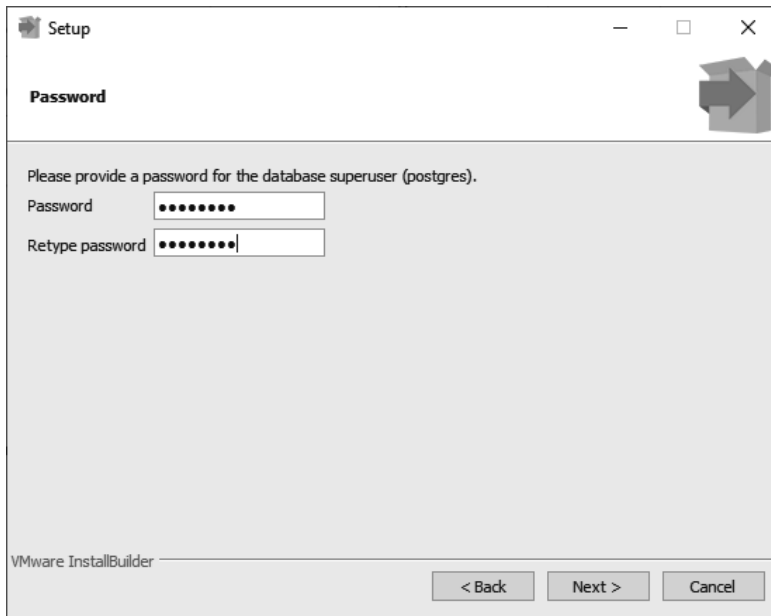 Setup
Password
Please provide a password for the database superuser (postgres).
Password ••••••••
Retype password ••••••••
VMware InstallBuilder
< Back Next > Cancel